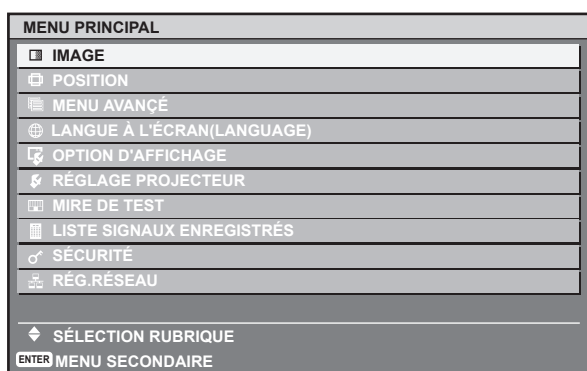 MENU PRINCIPAL
IMAGE
POSITION
MENU AVANÇÉ
LANGUE À L'ÉCRAN(LANGUAGE)
OPTION D'AFFICHAGE
RÉGLAGE PROJECTEUR
MIRE DE TEST
LISTE SIGNAUX ENREGISTRÉS
SÉCURITÉ
RÉG.RÉSEAU
SÉLECTION RUBRIQUE
ENTER MENU SECONDAIRE